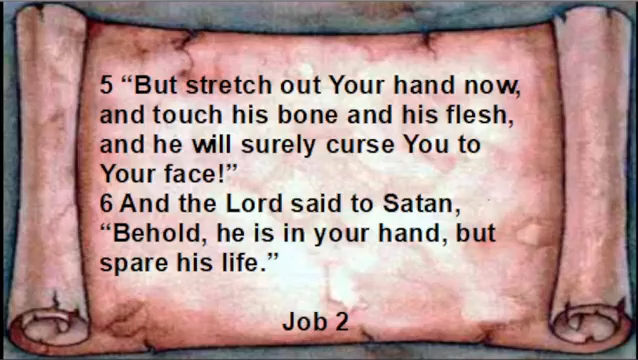 5 “But stretch out Your hand now,
and touch his bone and his flesh,
and he will surely curse You to
Your face!”
6 And the Lord said to Satan,
“Behold, he is in your hand, but
spare his life.”
Job 2